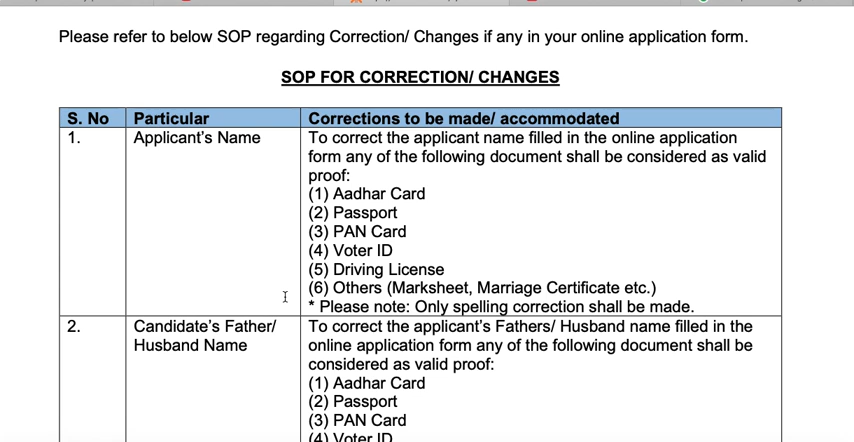 Please refer to below SOP regarding Correction/ Changes if any in your online application form.
SOP FOR CORRECTION/ CHANGES
S. No Particular Corrections to be made/ accommodated
1. Applicant's Name To correct the applicant name filled in the online application
form any of the following document shall be considered as valid
proof:
(1) Aadhar Card
(2) Passport
(3) PAN Card
(4) Voter ID
(5) Driving License
(6) Others (Marksheet, Marriage Certificate etc.)
* Please note: Only spelling correction shall be made.
2. Candidate's Father/ To correct the applicant's Fathers/ Husband name filled in the
Husband Name online application form any of the following document shall be
considered as valid proof:
(1) Aadhar Card
(2) Passport
(3) PAN Card
(4) Voter ID